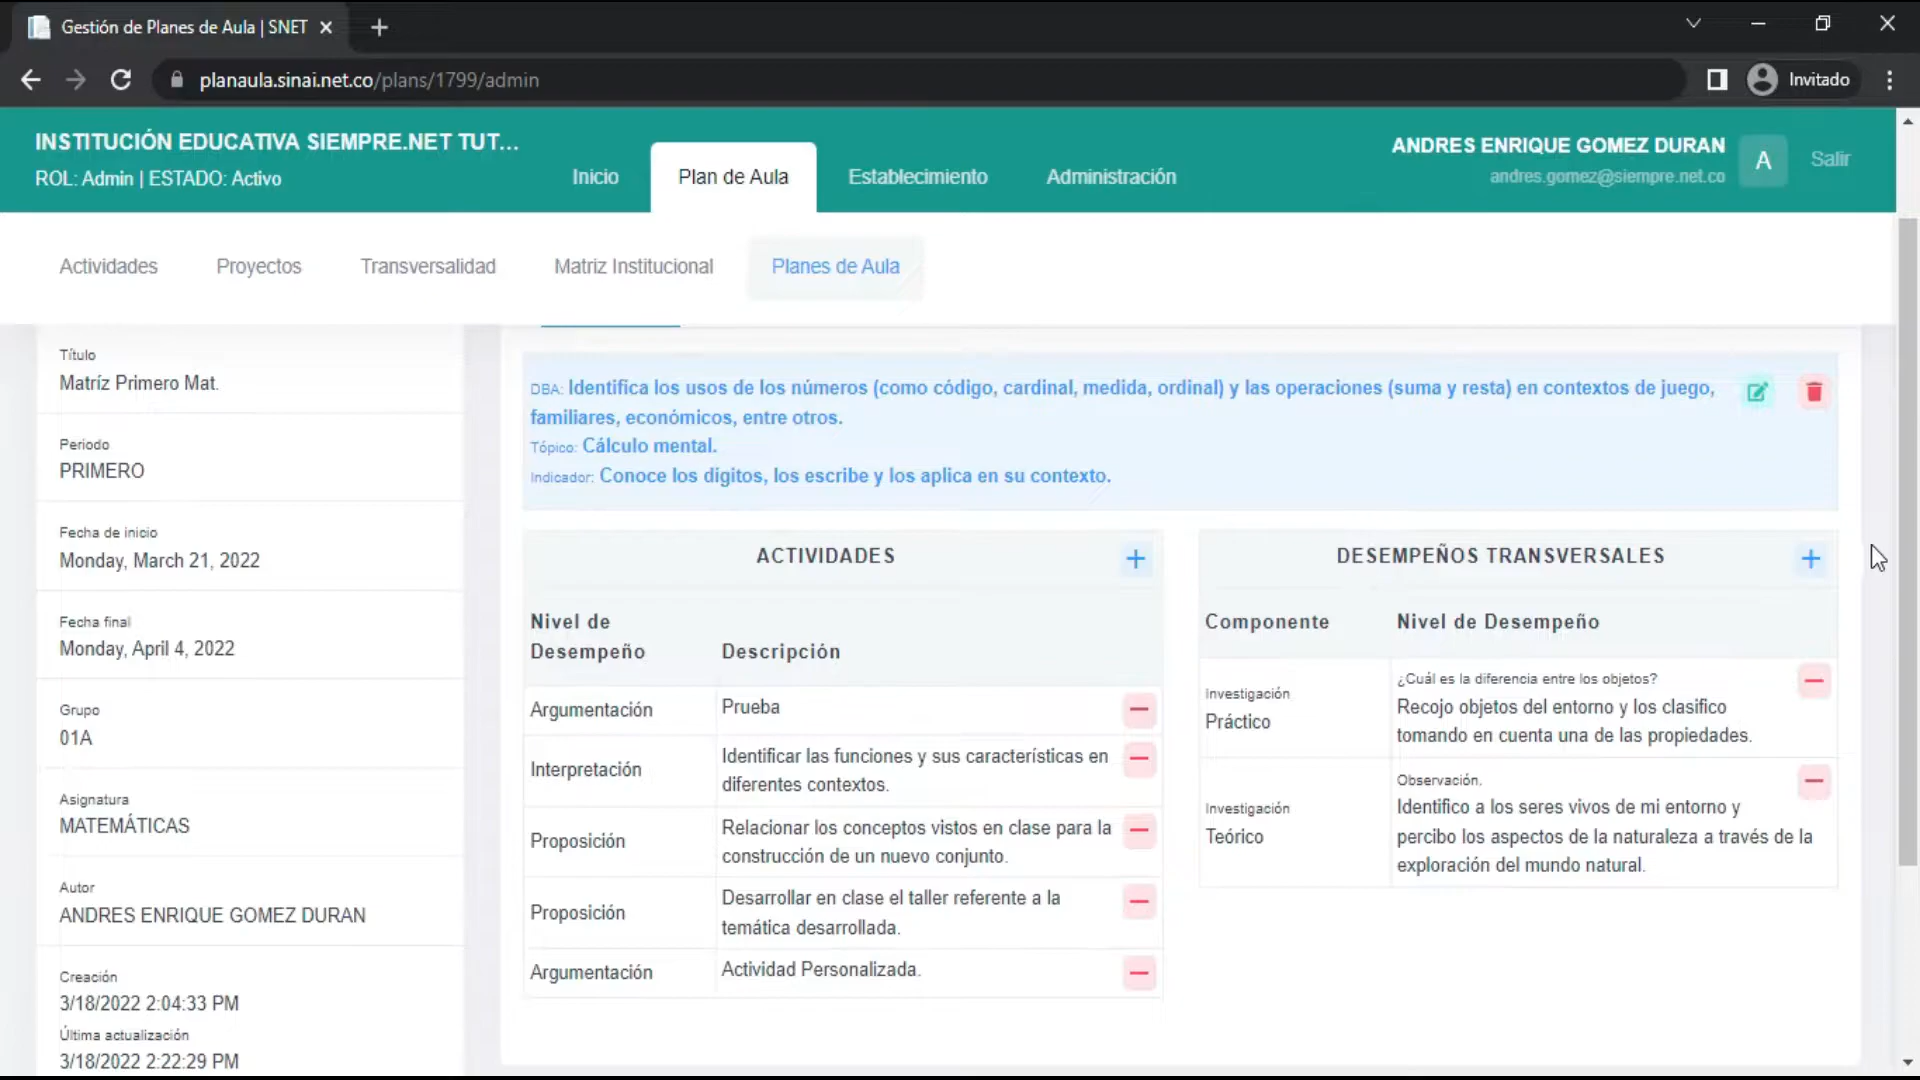 Gestión de Planes de Aula | SNET
planaula.sinai.net.co/plans/1799/admin
Invitado
INSTITUCIÓN EDUCATIVA SIEMPRE.NET TUT...
ROL: Admin | ESTADO: Activo
Inicio
Plan de Aula
Establecimiento
Administración
ANDRES ENRIQUE GOMEZ DURAN
andres.gomez@siempre.net.co
A
Salir
Actividades
Proyectos
Transversalidad
Matriz Institucional
Planes de Aula
Título
Matríz Primero Mat.
Periodo
PRIMERO
Fecha de inicio
Monday, March 21, 2022
Fecha final
Monday, April 4, 2022
Grupo
01A
Asignatura
MATEMÁTICAS
Autor
ANDRES ENRIQUE GOMEZ DURAN
Creación
3/18/2022 2:04:33 PM
Última actualización
3/18/2022 2:22:29 PM
DBA: Identifica los usos de los números (como código, cardinal, medida, ordinal) y las operaciones (suma y resta) en contextos de juego,
familiares, económicos, entre otros.
Tópico: Cálculo mental.
Indicador: Conoce los digitos, los escribe y los aplica en su contexto.
ACTIVIDADES
Nivel de
Desempeño
Descripción
Argumentación
Prueba
Interpretación
Identificar las funciones y sus características en
diferentes contextos.
Proposición
Relacionar los conceptos vistos en clase para la
construcción de un nuevo conjunto.
Proposición
Desarrollar en clase el taller referente a la
temática desarrollada.
Argumentación
Actividad Personalizada.
DESEMPEÑOS TRANSVERSALES
Componente
Nivel de Desempeño
Investigación
Práctico
¿Cuál es la diferencia entre los objetos?
Recojo objetos del entorno y los clasifico
tomando en cuenta una de las propiedades.
Investigación
Teórico
Observación.
Identifico a los seres vivos de mi entorno y
percibo los aspectos de la naturaleza a través de la
exploración del mundo natural.